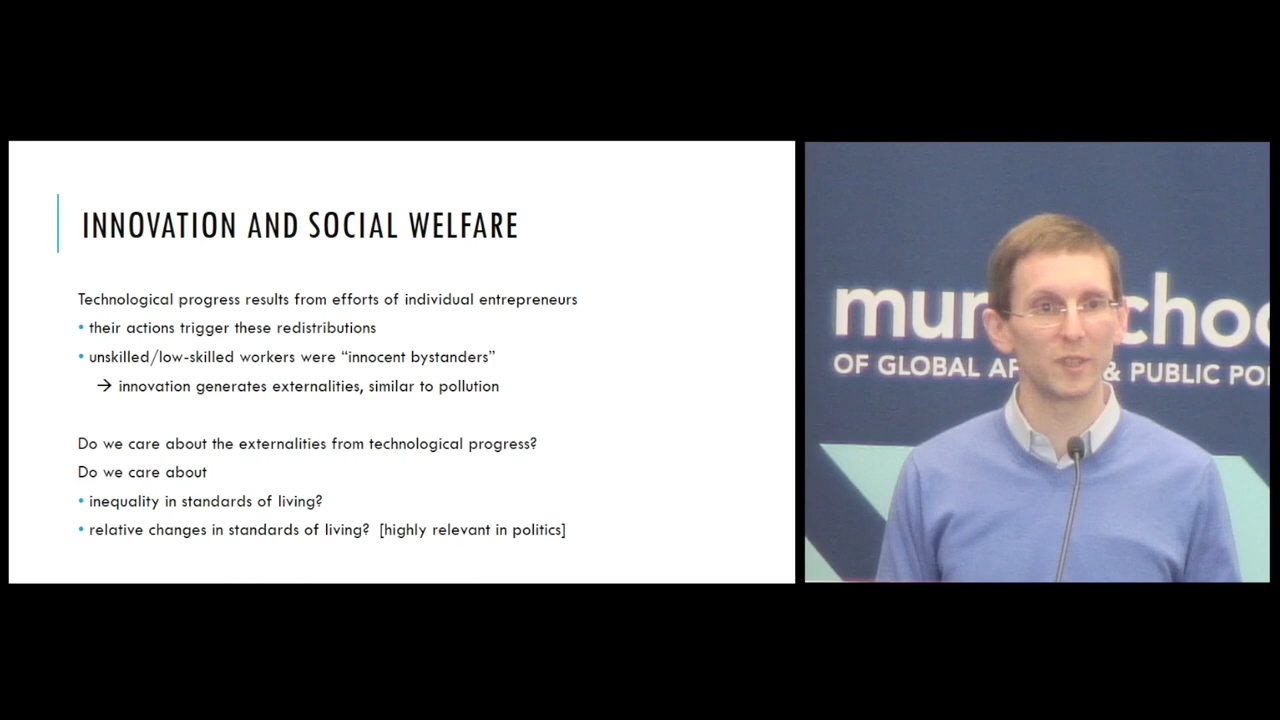 INNOVATION AND SOCIAL WELFARE
Technological progress results from efforts of individual entrepreneurs
• their actions trigger these redistributions
• unskilled/low-skilled workers were “innocent bystanders”
→ innovation generates externalities, similar to pollution
Do we care about the externalities from technological progress?
Do we care about
• inequality in standards of living?
• relative changes in standards of living? [highly relevant in politics]
mun choo
OF GLOBAL AF & PUBLIC PO